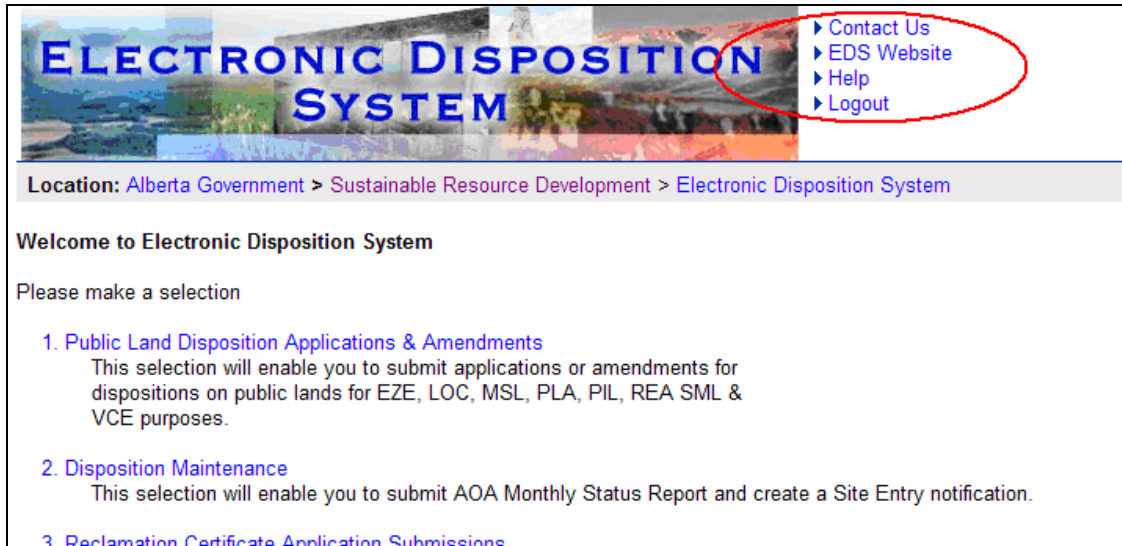 ELECTRONIC DISPOSITION
SYSTEM
Contact Us
EDS Website
Help
Logout
Location: Alberta Government > Sustainable Resource Development > Electronic Disposition System
Welcome to Electronic Disposition System
Please make a selection
1. Public Land Disposition Applications & Amendments
This selection will enable you to submit applications or amendments for
dispositions on public lands for EZE, LOC, MSL, PLA, PIL, REA SML &
VCE purposes.
2. Disposition Maintenance
This selection will enable you to submit AOA Monthly Status Report and create a Site Entry notification.
3. Reclamation Certificate Application Submissions